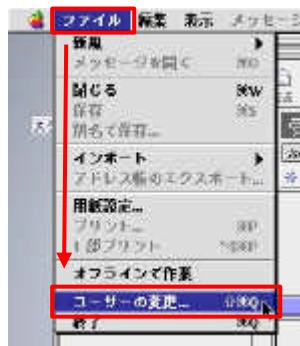 ファイル 編集 表示 メッセー
新規
メッセージを開く ⌘O
閉じる ⌘W
保存 ⌘S
別名で保存...
インポート
アドレス帳のエクスポート...
用紙設定...
プリント... ⌘P
1部プリント ⌥⌘P
オフラインで作業
ユーザーの変更... ⇧⌘Q
終了 ⌘Q